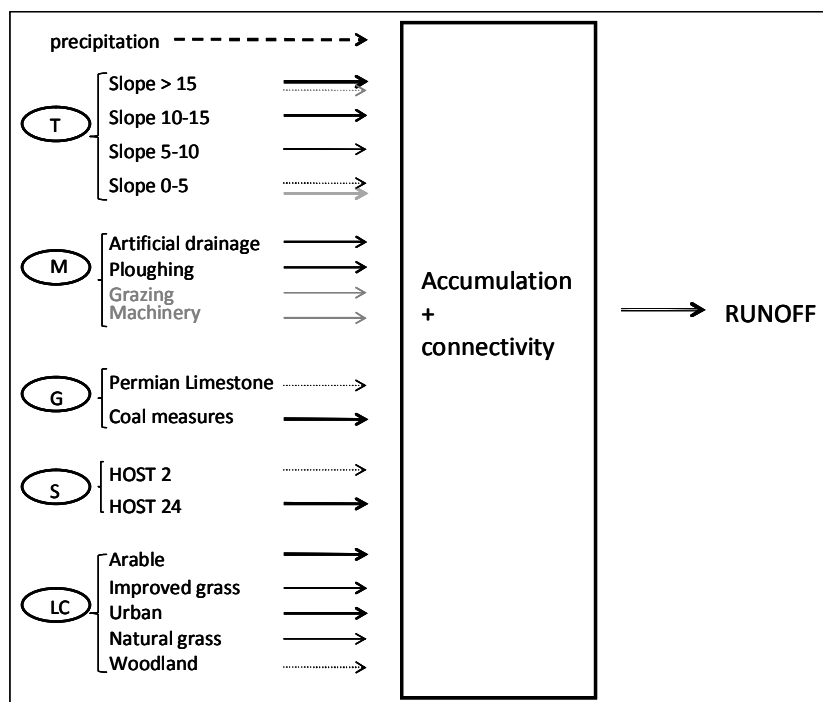 precipitation
T
Slope > 15
Slope 10-15
Slope 5-10
Slope 0-5
M
Artificial drainage
Ploughing
Grazing
Machinery
G
Permian Limestone
Coal measures
S
HOST 2
HOST 24
LC
Arable
Improved grass
Urban
Natural grass
Woodland
Accumulation
+
connectivity
RUNOFF